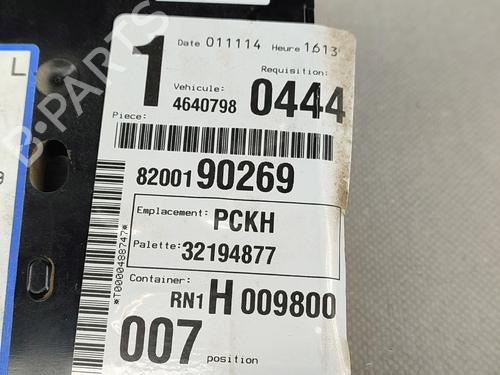 1
Date 011114 Heure 1613
Requisition:
Vehicule:
4640798 0444
Piece:
8200190269
Emplacement: PCKH
Palette: 32194877
*T0000488747*
Container:
RN1 H 009800
007 position
L
B-PARTS